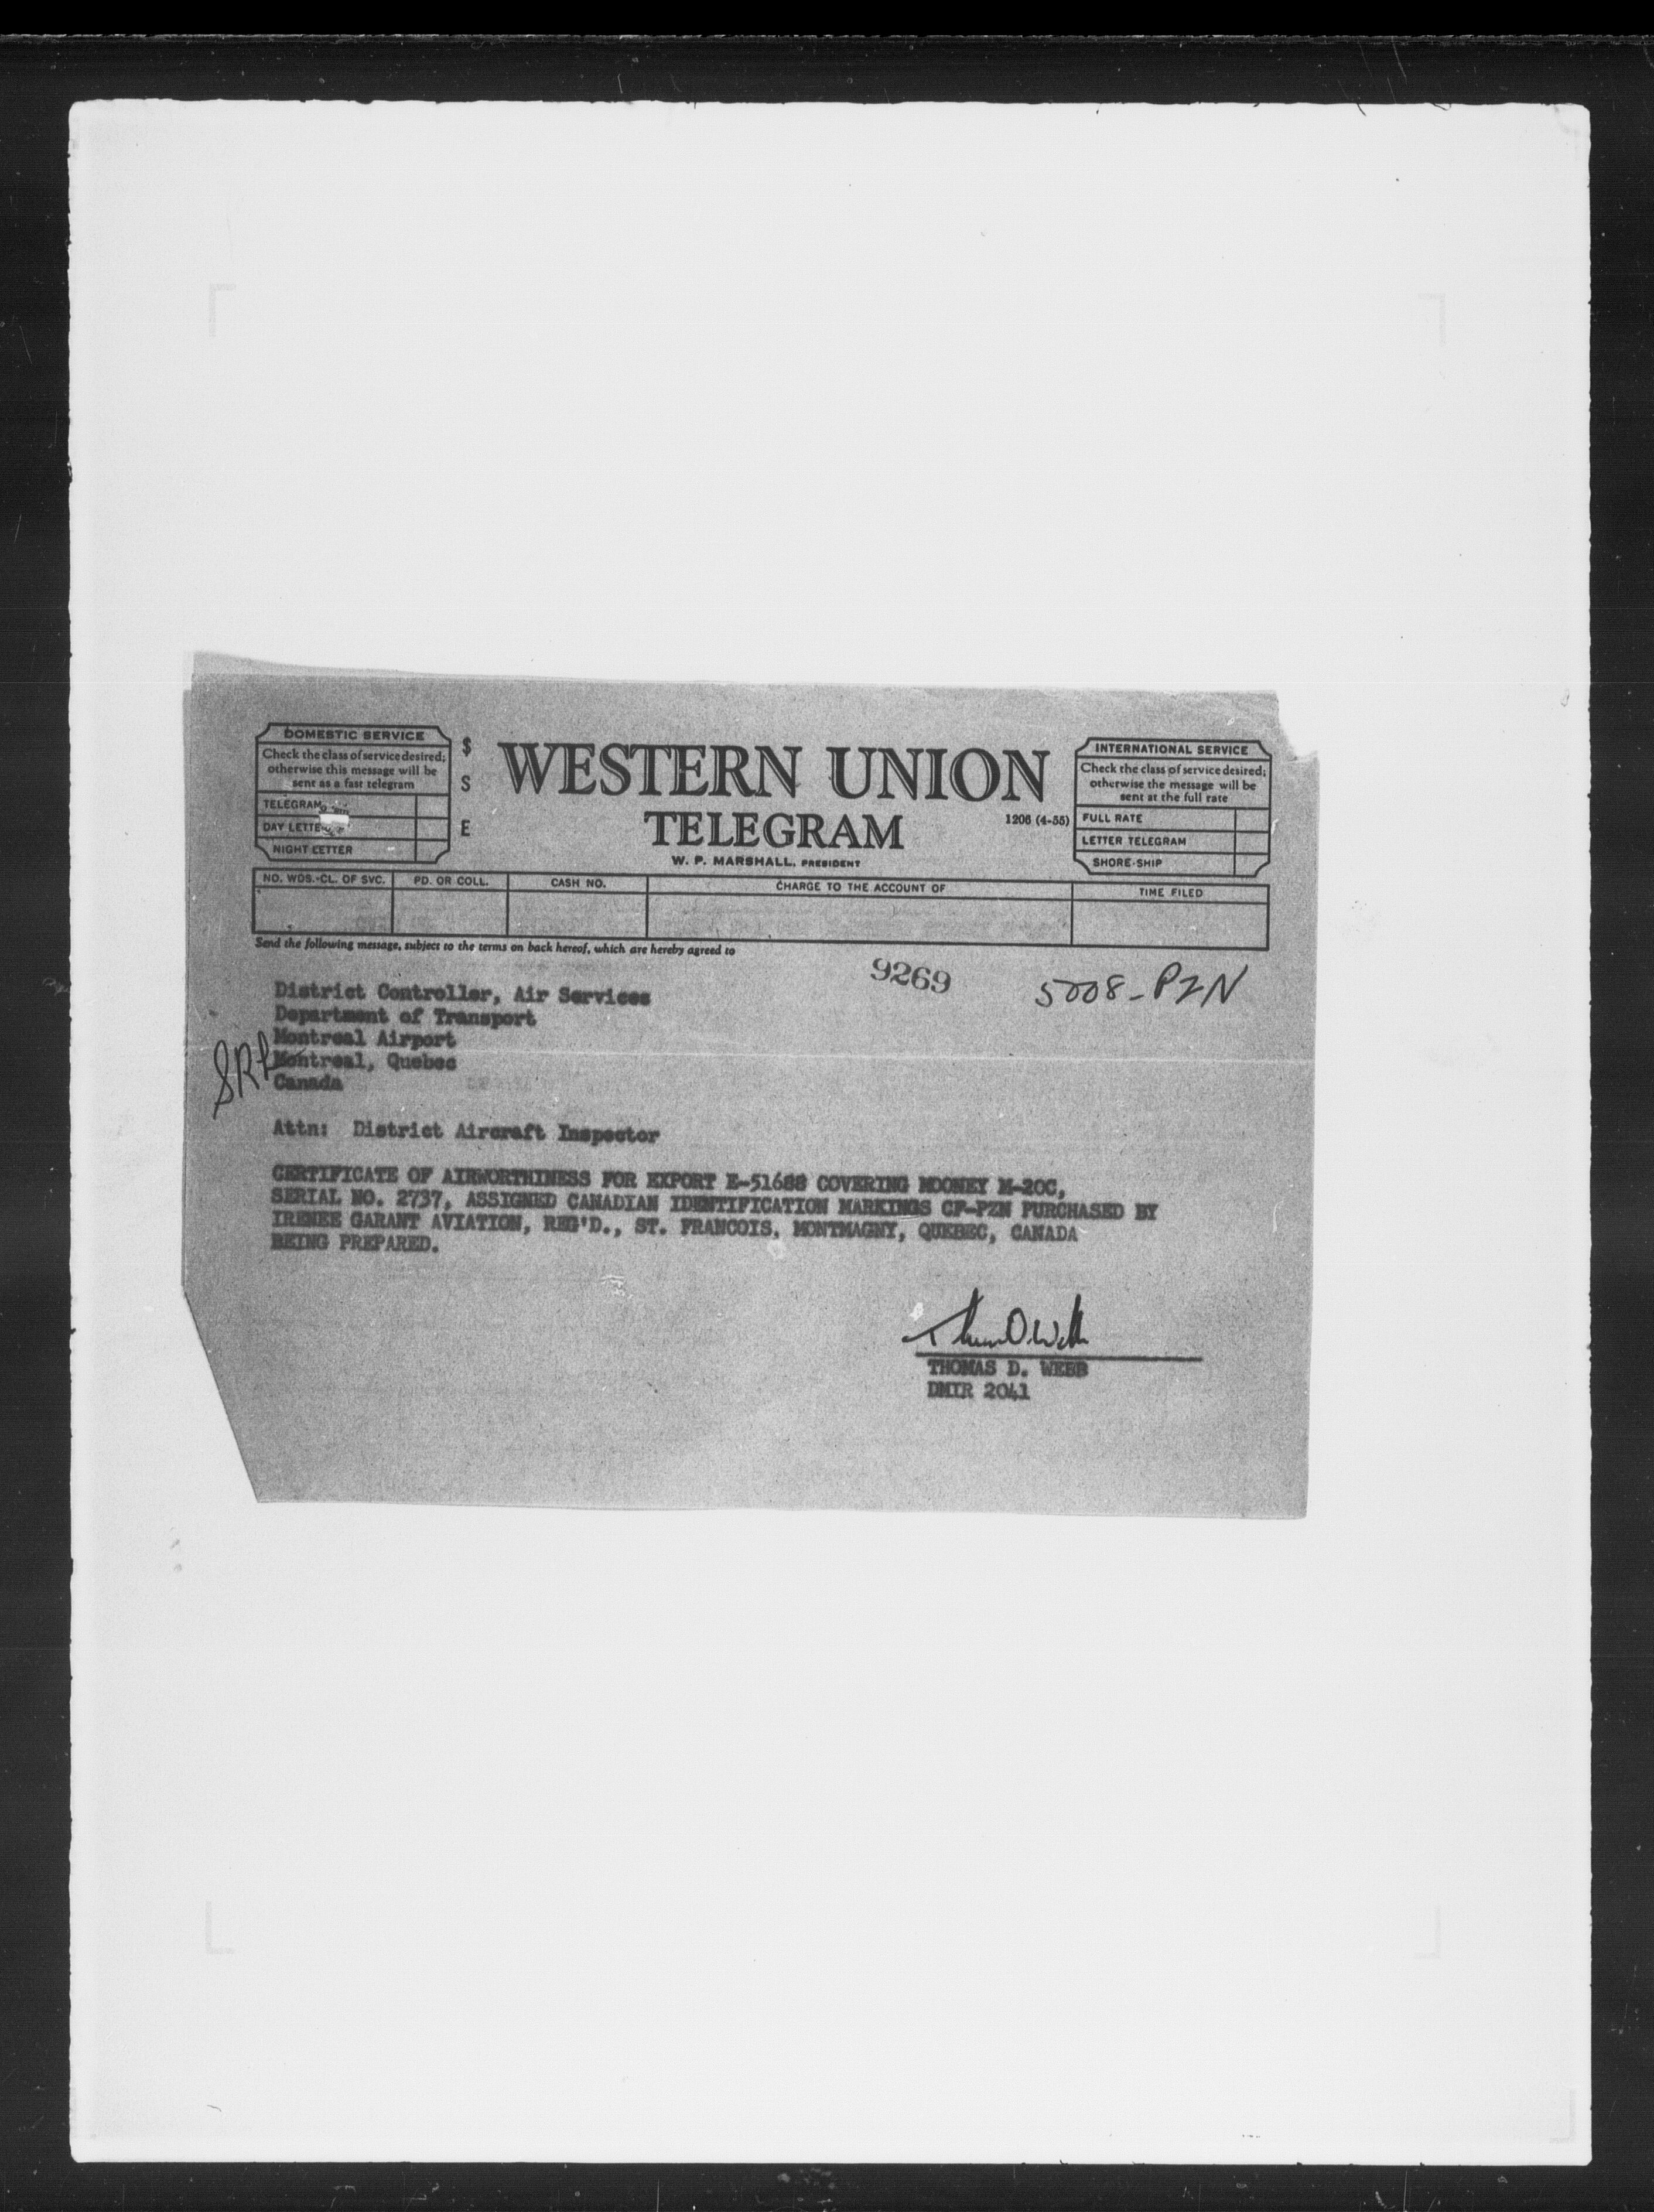 DOMESTIC SERVICE
Check the class of service desired;
otherwise this message will be
sent as a fast telegram
TELEGRAM
DAY LETTE
NIGHT LETTER
$
S
E
WESTERN UNION
TELEGRAM
1206 (4-55)
W. P. MARSHALL, PRESIDENT
INTERNATIONAL SERVICE
Check the class of service desired;
otherwise the message will be
sent at the full rate
FULL RATE
LETTER TELEGRAM
SHORE-SHIP
NO. WDS.-CL. OF SVC. PD. OR COLL. CASH NO. CHARGE TO THE ACCOUNT OF TIME FILED
Send the following message, subject to the terms on back hereof, which are hereby agreed to
9269 5008-PZN
District Controller, Air Services
Department of Transport
Montreal Airport
Montreal, Quebec
Canada
Attn: District Aircraft Inspector
CERTIFICATE OF AIRWORTHINESS FOR EXPORT COVERING MOONEY M-20C,
SERIAL NO. 2737, ASSIGNED CANADIAN IDENTIFICATION MARKINGS CF-PZN PURCHASED BY
IRENEE GARANT AVIATION, REG'D., ST. FRANCOIS, MONTMAGNY, QUEBEC, CANADA
BEING PREPARED.
THOMAS D. WEBB
DMIR 2041